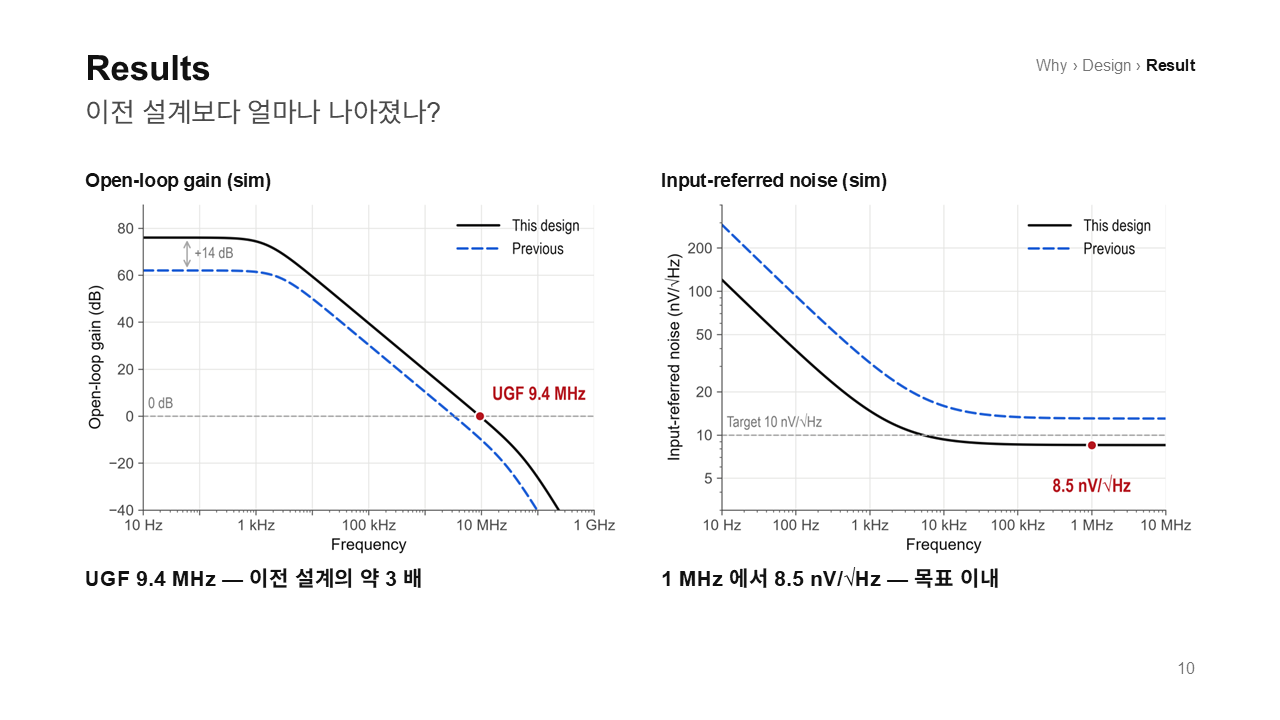 Results
Why › Design › Result
이전 설계보다 얼마나 나아졌나?
Open-loop gain (sim)
80
60
40
20
0
−20
−40
Open-loop gain (dB)
+14 dB
This design
Previous
UGF 9.4 MHz
0 dB
10 Hz
1 kHz
100 kHz
10 MHz
1 GHz
Frequency
UGF 9.4 MHz — 이전 설계의 약 3 배
Input-referred noise (sim)
200
100
50
20
10
5
Input-referred noise (nV/√Hz)
This design
Previous
Target 10 nV/√Hz
8.5 nV/√Hz
10 Hz
100 Hz
1 kHz
10 kHz
100 kHz
1 MHz
10 MHz
Frequency
1 MHz 에서 8.5 nV/√Hz — 목표 이내
10